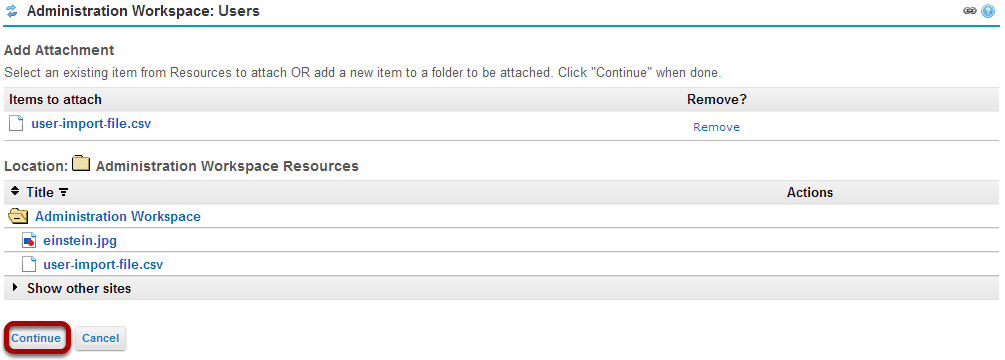 Administration Workspace: Users
Add Attachment
Select an existing item from Resources to attach OR add a new item to a folder to be attached. Click "Continue" when done.
Items to attach Remove?
user-import-file.csv Remove
Location: Administration Workspace Resources
Title Actions
Administration Workspace
einstein.jpg
user-import-file.csv
Show other sites
Continue Cancel